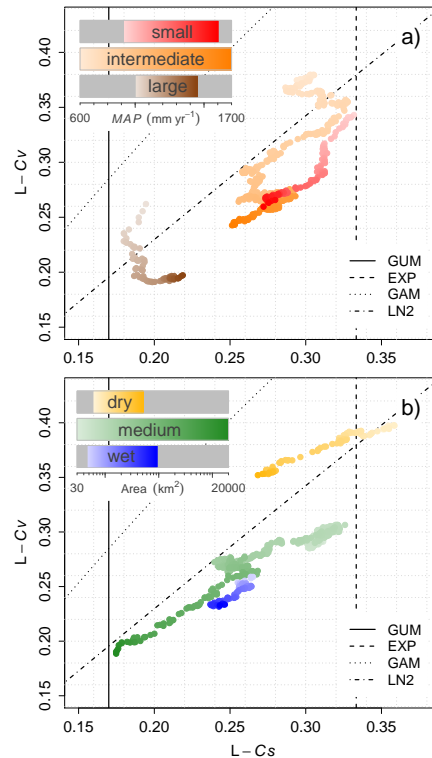 a)
small
intermediate
large
600 MAP (mm yr⁻¹) 1700
L−Cv
0.40
0.35
0.30
0.25
0.20
0.15
GUM
EXP
GAM
LN2
0.15 0.20 0.25 0.30 0.35
b)
dry
medium
wet
30 Area (km²) 20000
L−Cv
0.40
0.35
0.30
0.25
0.20
0.15
GUM
EXP
GAM
LN2
0.15 0.20 0.25 0.30 0.35
L−Cs